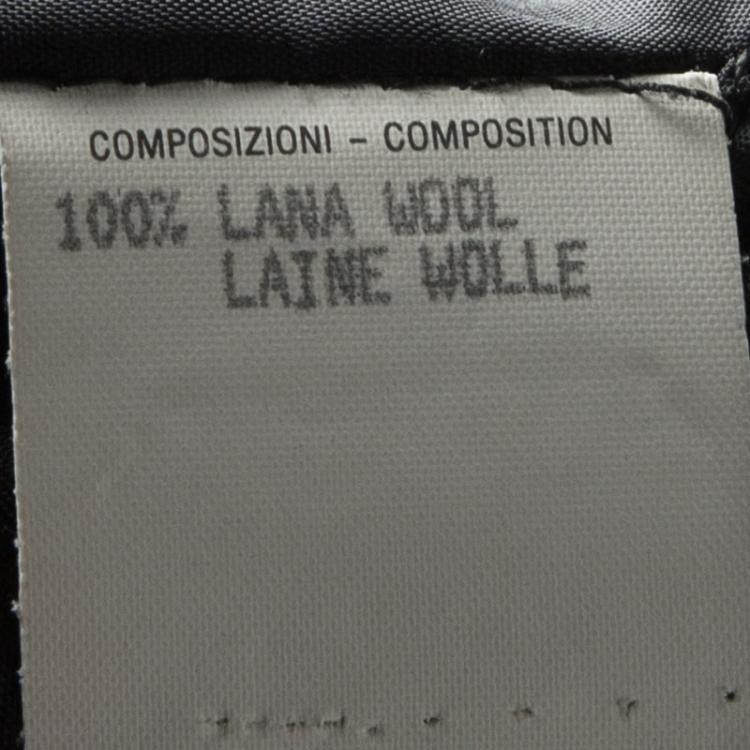 COMPOSIZIONI – COMPOSITION
100% LANA WOOL
LAINE WOLLE